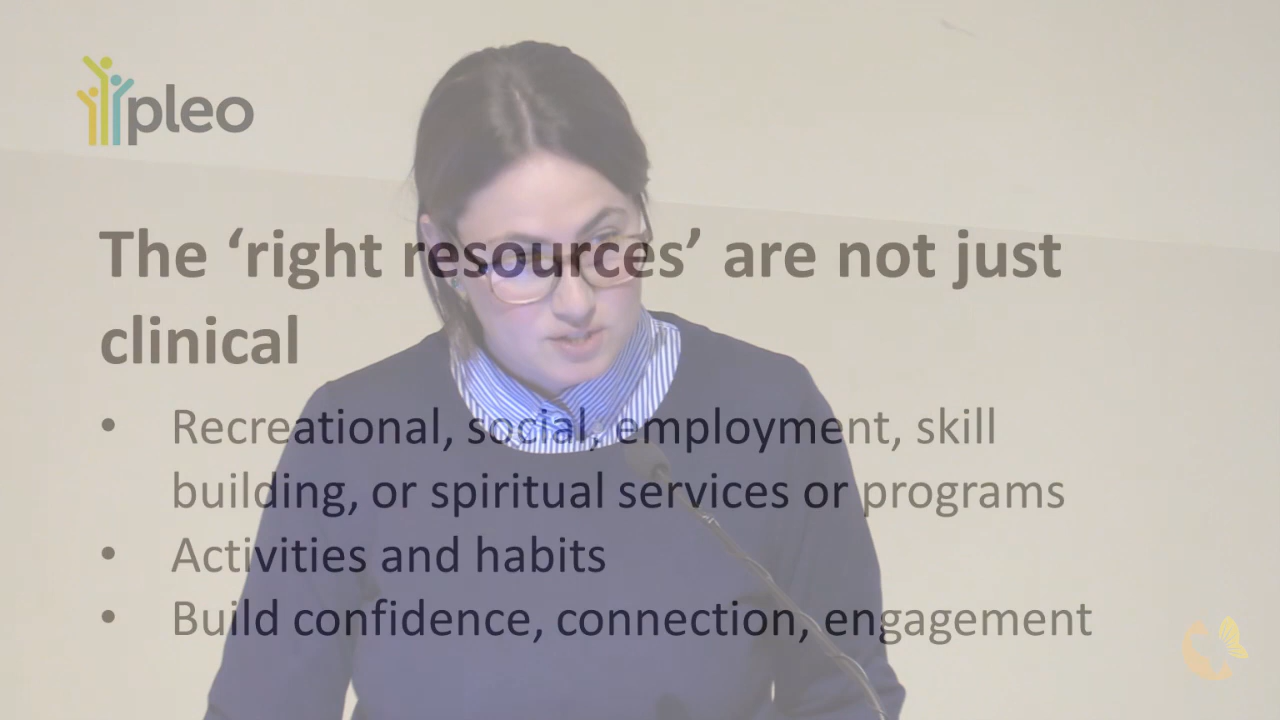 pleo
The ‘right resources’ are not just
clinical
• Recreational, social, employment, skill
building, or spiritual services or programs
• Activities and habits
• Build confidence, connection, engagement